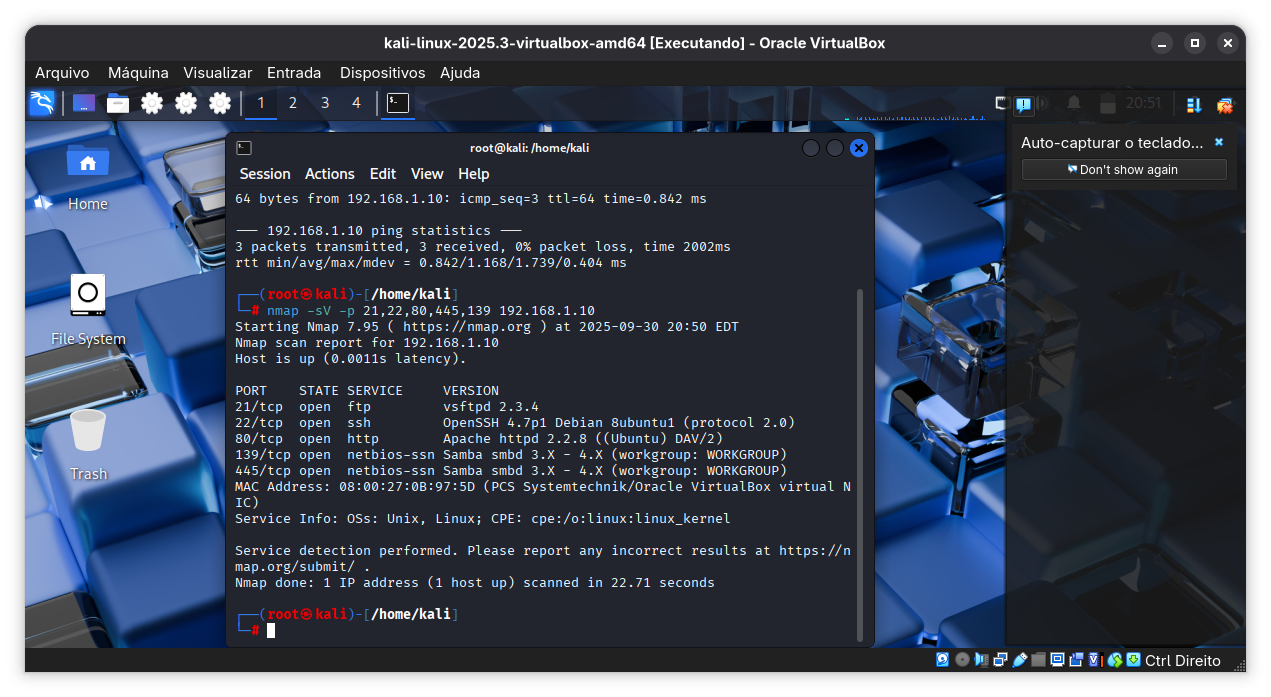 kali-linux-2025.3-virtualbox-amd64 [Executando] - Oracle VirtualBox
Arquivo Máquina Visualizar Entrada Dispositivos Ajuda
1 2 3 4 20:51
Auto-capturar o teclado...
Don't show again
Home
File System
Trash
root@kali: /home/kali
Session Actions Edit View Help
64 bytes from 192.168.1.10: icmp_seq=3 ttl=64 time=0.842 ms
--- 192.168.1.10 ping statistics ---
3 packets transmitted, 3 received, 0% packet loss, time 2002ms
rtt min/avg/max/mdev = 0.842/1.168/1.739/0.404 ms
┌──(root㉿kali)-[/home/kali]
└─# nmap -sV -p 21,22,80,445,139 192.168.1.10
Starting Nmap 7.95 ( https://nmap.org ) at 2025-09-30 20:50 EDT
Nmap scan report for 192.168.1.10
Host is up (0.0011s latency).
PORT    STATE SERVICE     VERSION
21/tcp  open  ftp         vsftpd 2.3.4
22/tcp  open  ssh         OpenSSH 4.7p1 Debian 8ubuntu1 (protocol 2.0)
80/tcp  open  http        Apache httpd 2.2.8 ((Ubuntu) DAV/2)
139/tcp open  netbios-ssn Samba smbd 3.X - 4.X (workgroup: WORKGROUP)
445/tcp open  netbios-ssn Samba smbd 3.X - 4.X (workgroup: WORKGROUP)
MAC Address: 08:00:27:0B:97:5D (PCS Systemtechnik/Oracle VirtualBox virtual N
IC)
Service Info: OSs: Unix, Linux; CPE: cpe:/o:linux:linux_kernel
Service detection performed. Please report any incorrect results at https://n
map.org/submit/ .
Nmap done: 1 IP address (1 host up) scanned in 22.71 seconds
┌──(root㉿kali)-[/home/kali]
└─#
Ctrl Direito